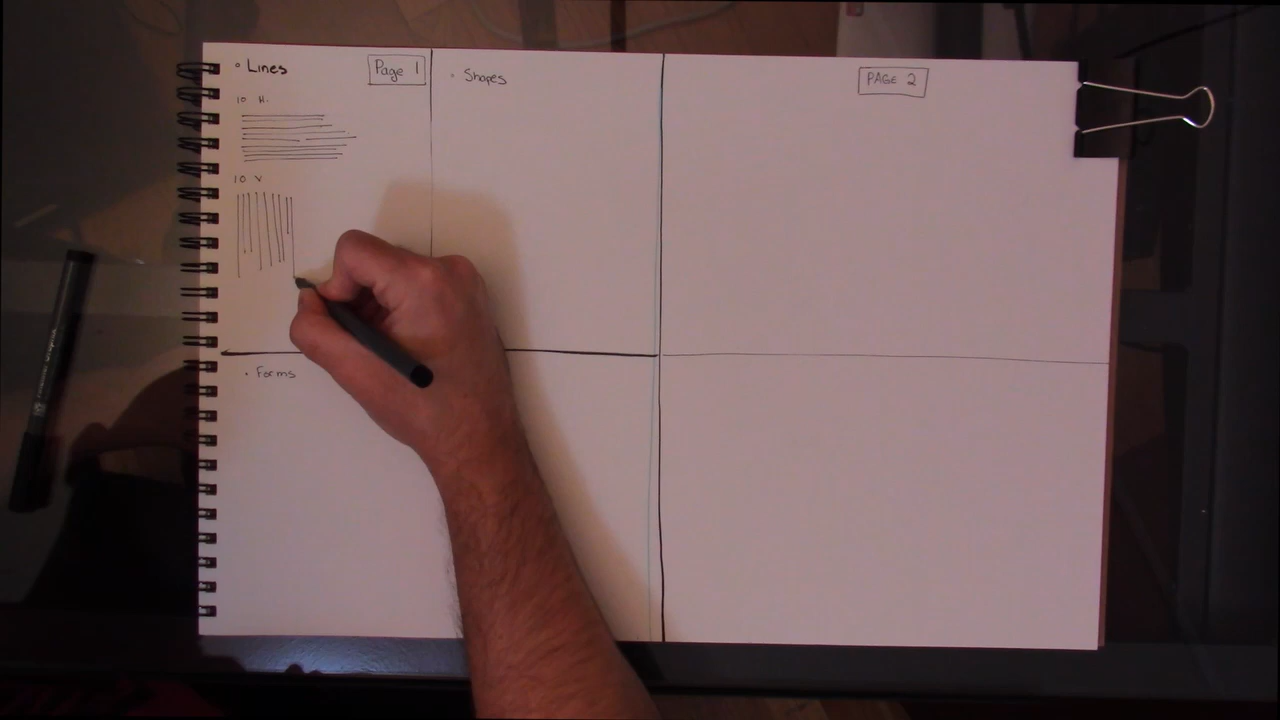 • Lines
Page 1
10 H.
10 V
• Shapes
PAGE 2
• Forms